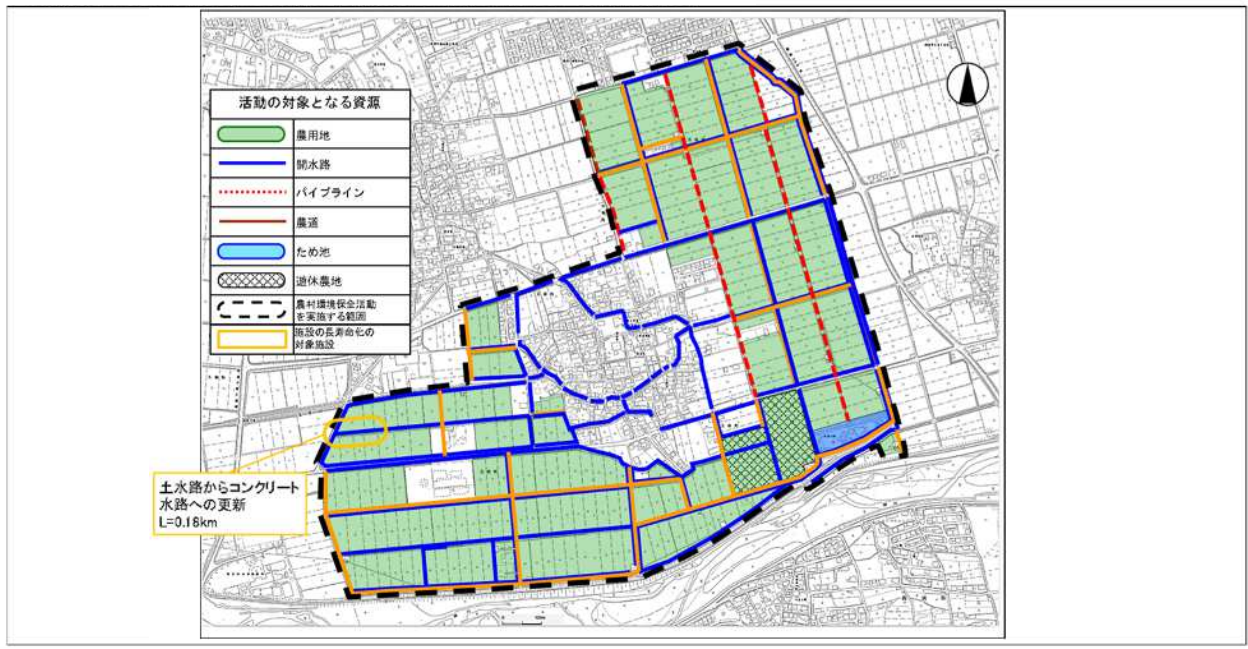 活動の対象となる資源
農用地
開水路
パイプライン
農道
ため池
遊休農地
農村環境保全活動
を実施する範囲
施設の長寿命化の
対象施設
土水路からコンクリート
水路への更新
L=0.18km